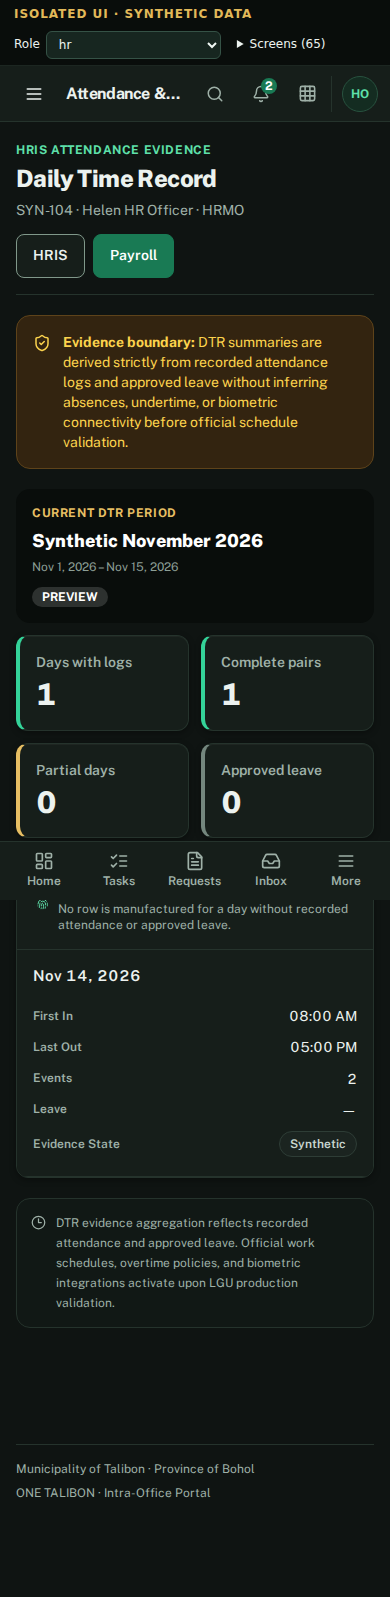 ISOLATED UI · SYNTHETIC DATA
Role hr ▶ Screens (65)
Attendance &... 2 HO
HRIS ATTENDANCE EVIDENCE
Daily Time Record
SYN-104 · Helen HR Officer · HRMO
HRIS Payroll
Evidence boundary: DTR summaries are
derived strictly from recorded attendance
logs and approved leave without inferring
absences, undertime, or biometric
connectivity before official schedule
validation.
CURRENT DTR PERIOD
Synthetic November 2026
Nov 1, 2026 – Nov 15, 2026
PREVIEW
Days with logs Complete pairs
1 1
Partial days Approved leave
0 0
Home Tasks Requests Inbox More
No row is manufactured for a day without recorded
attendance or approved leave.
Nov 14, 2026
First In 08:00 AM
Last Out 05:00 PM
Events 2
Leave —
Evidence State Synthetic
DTR evidence aggregation reflects recorded
attendance and approved leave. Official work
schedules, overtime policies, and biometric
integrations activate upon LGU production
validation.
Municipality of Talibon · Province of Bohol
ONE TALIBON · Intra-Office Portal